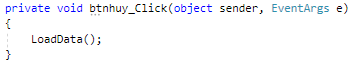 private void btnhuy_Click(object sender, EventArgs e)
{
    LoadData();
}